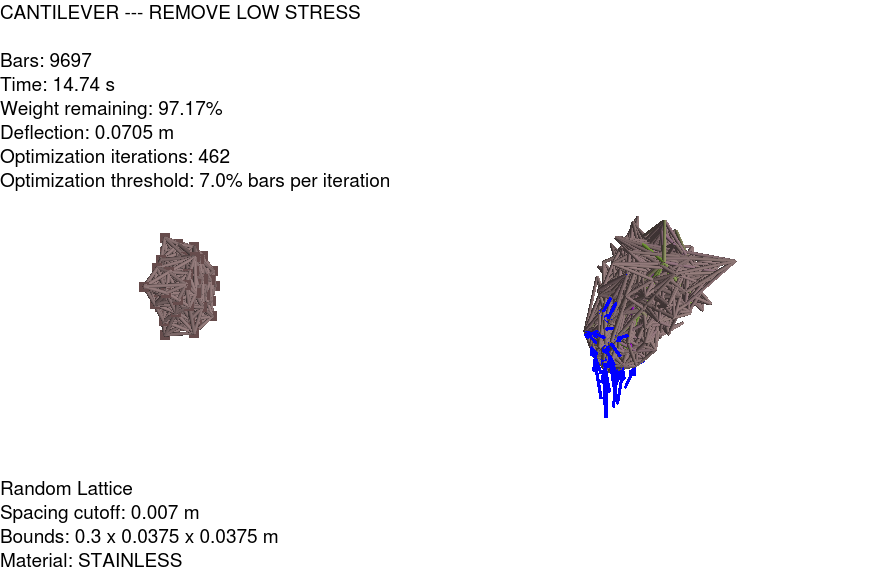 CANTILEVER --- REMOVE LOW STRESS
Bars: 9697
Time: 14.74 s
Weight remaining: 97.17%
Deflection: 0.0705 m
Optimization iterations: 462
Optimization threshold: 7.0% bars per iteration
Random Lattice
Spacing cutoff: 0.007 m
Bounds: 0.3 x 0.0375 x 0.0375 m
Material: STAINLESS